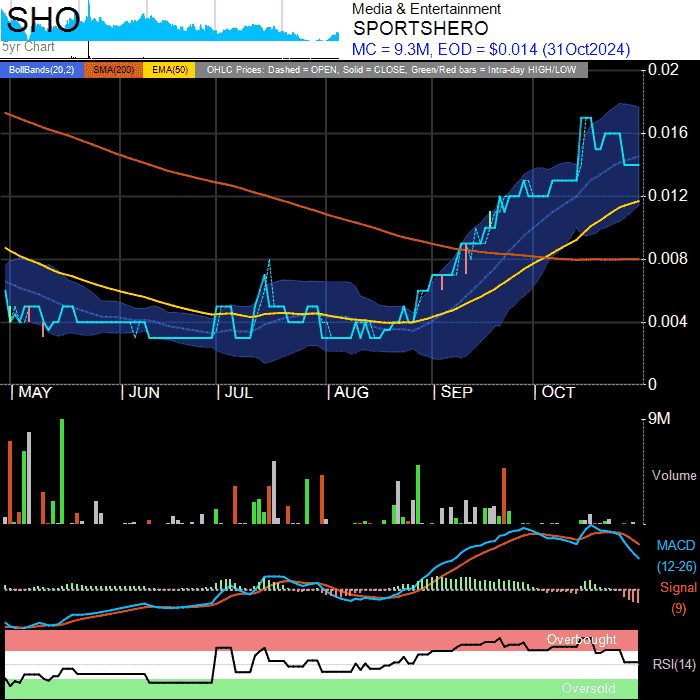 SHO
5yr Chart
Media & Entertainment
SPORTSHERO
MC = 9.3M, EOD = $0.014 (31Oct2024)
BollBands(20,2) SMA(200) EMA(50) OHLC Prices: Dashed = OPEN, Solid = CLOSE, Green/Red bars = Intra-day HIGH/LOW
0.02
0.016
0.012
0.008
0.004
0
MAY JUN JUL AUG SEP OCT
9M
Volume
MACD
(12-26)
Signal
(9)
Overbought
RSI(14)
Oversold